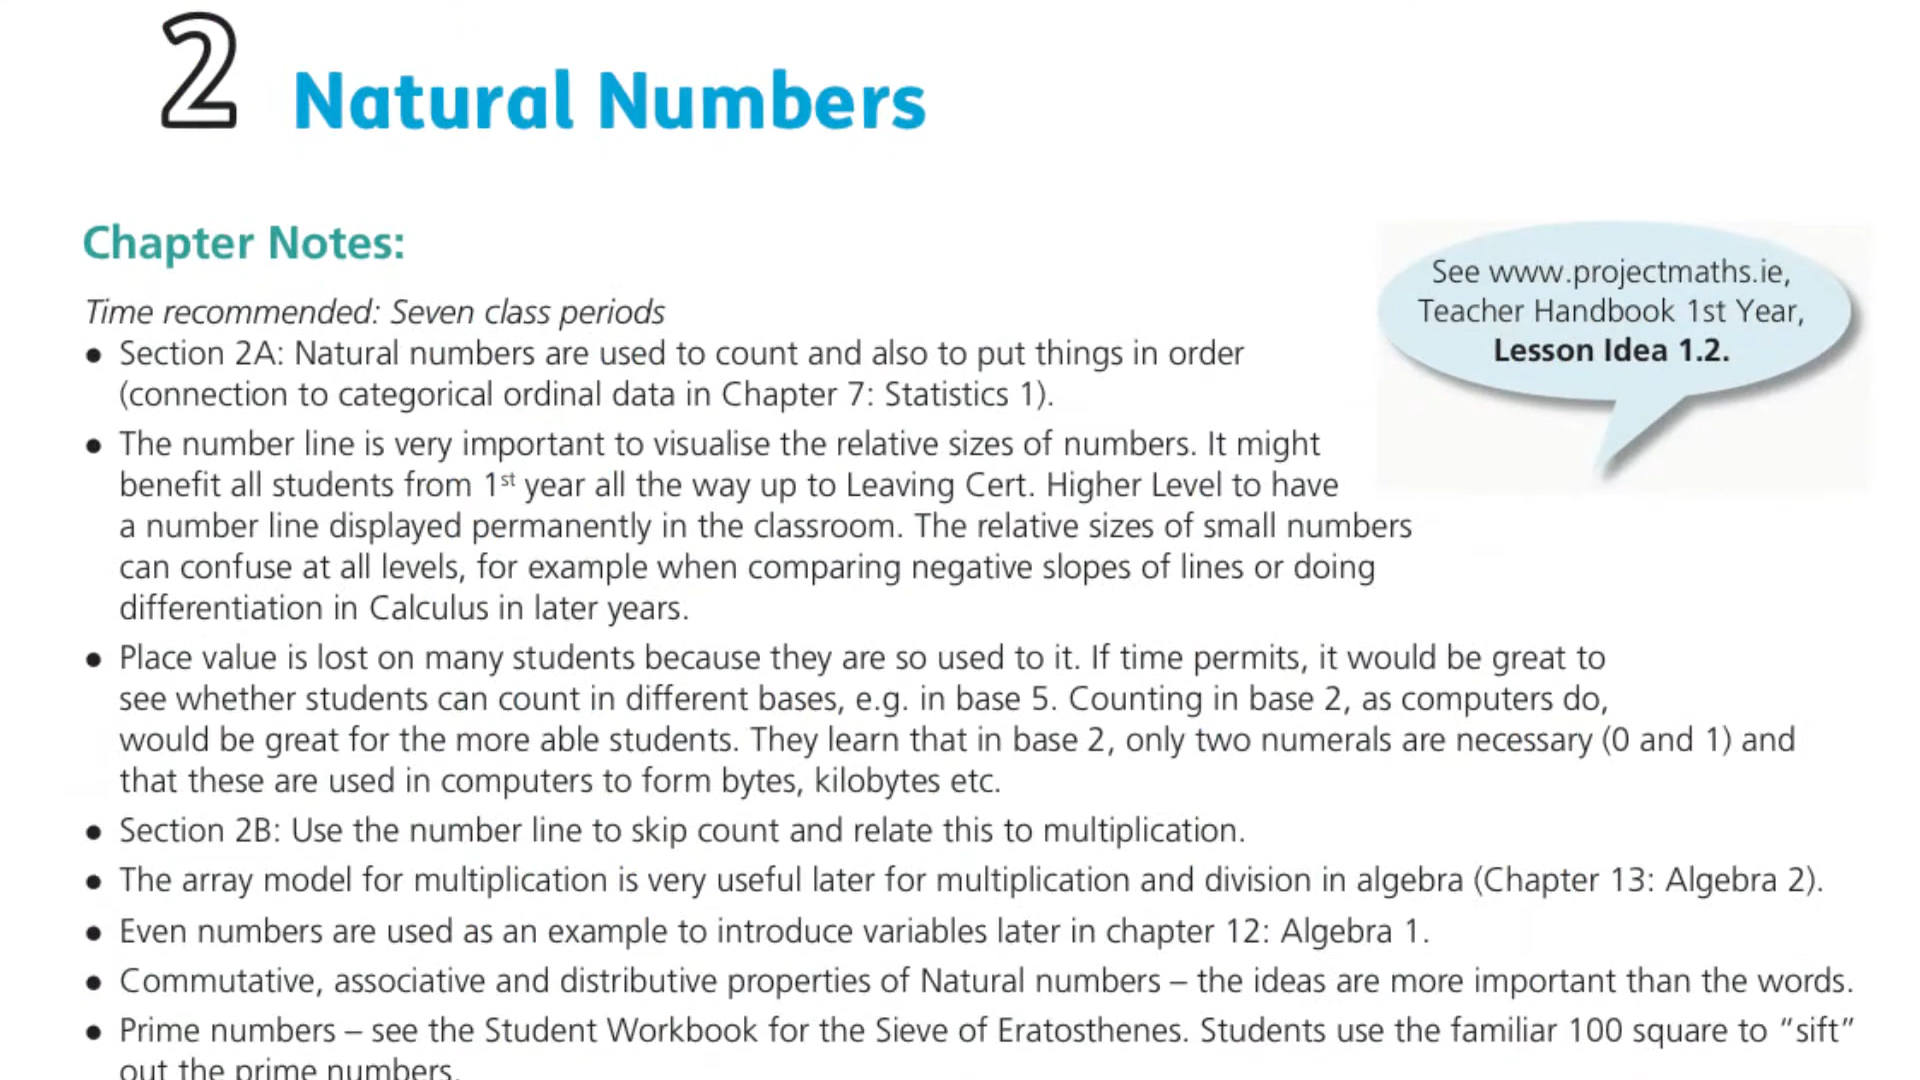 2 Natural Numbers
Chapter Notes:
Time recommended: Seven class periods
● Section 2A: Natural numbers are used to count and also to put things in order
(connection to categorical ordinal data in Chapter 7: Statistics 1).
● The number line is very important to visualise the relative sizes of numbers. It might
benefit all students from 1st year all the way up to Leaving Cert. Higher Level to have
a number line displayed permanently in the classroom. The relative sizes of small numbers
can confuse at all levels, for example when comparing negative slopes of lines or doing
differentiation in Calculus in later years.
● Place value is lost on many students because they are so used to it. If time permits, it would be great to
see whether students can count in different bases, e.g. in base 5. Counting in base 2, as computers do,
would be great for the more able students. They learn that in base 2, only two numerals are necessary (0 and 1) and
that these are used in computers to form bytes, kilobytes etc.
● Section 2B: Use the number line to skip count and relate this to multiplication.
● The array model for multiplication is very useful later for multiplication and division in algebra (Chapter 13: Algebra 2).
● Even numbers are used as an example to introduce variables later in chapter 12: Algebra 1.
● Commutative, associative and distributive properties of Natural numbers – the ideas are more important than the words.
● Prime numbers – see the Student Workbook for the Sieve of Eratosthenes. Students use the familiar 100 square to “sift”
out the prime numbers.
See www.projectmaths.ie,
Teacher Handbook 1st Year,
Lesson Idea 1.2.